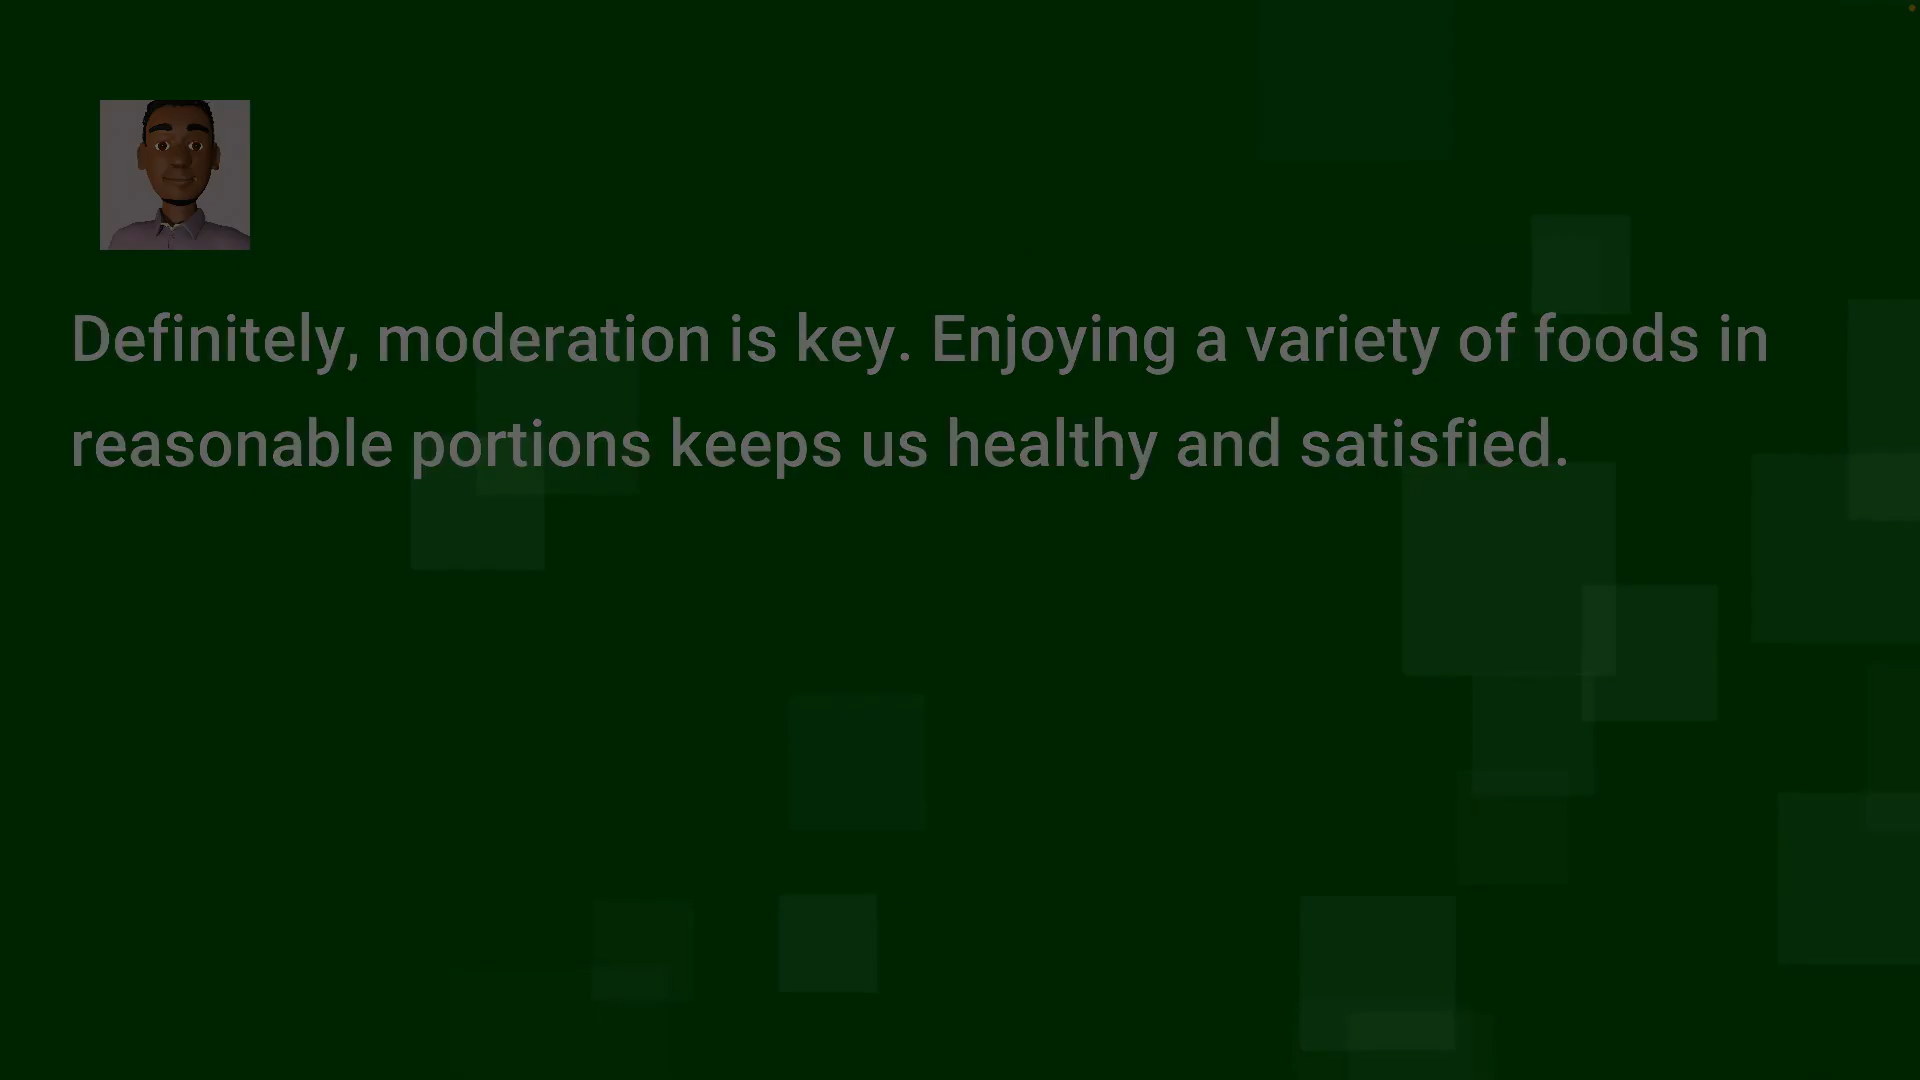 Definitely, moderation is key. Enjoying a variety of foods in
reasonable portions keeps us healthy and satisfied.